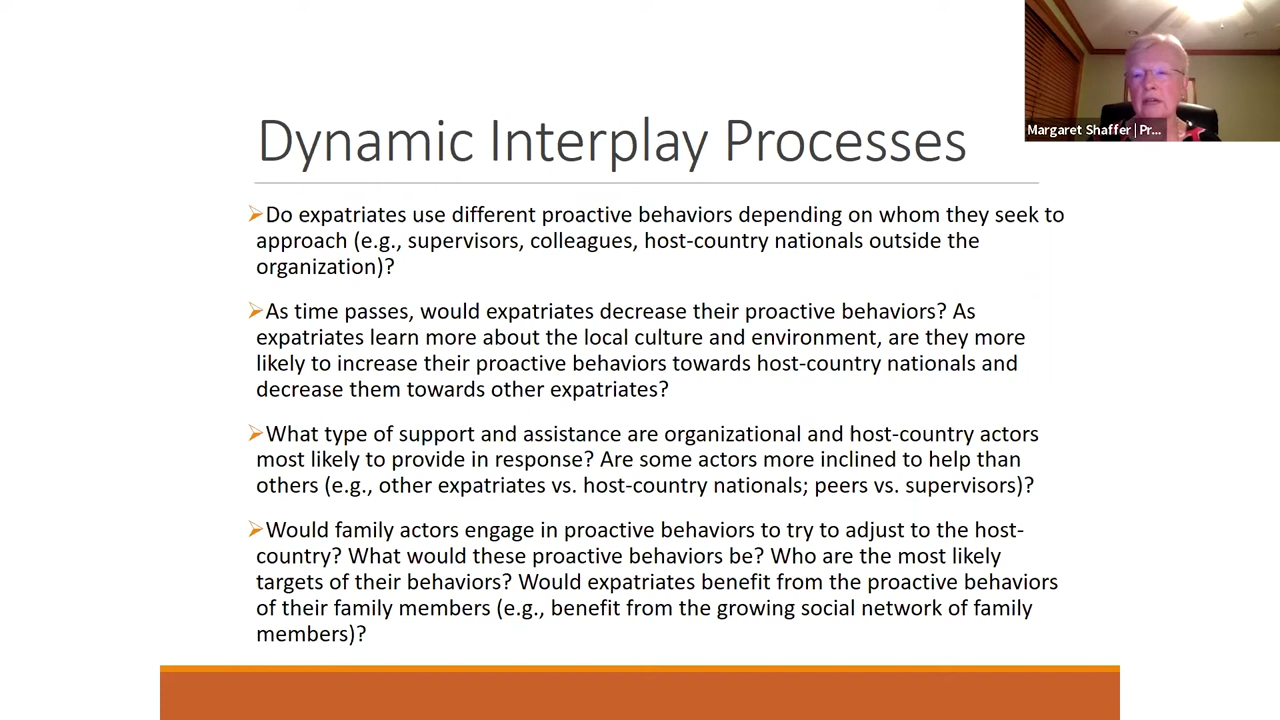 Dynamic Interplay Processes
Margaret Shaffer | Pr...
Do expatriates use different proactive behaviors depending on whom they seek to
approach (e.g., supervisors, colleagues, host-country nationals outside the
organization)?
As time passes, would expatriates decrease their proactive behaviors? As
expatriates learn more about the local culture and environment, are they more
likely to increase their proactive behaviors towards host-country nationals and
decrease them towards other expatriates?
What type of support and assistance are organizational and host-country actors
most likely to provide in response? Are some actors more inclined to help than
others (e.g., other expatriates vs. host-country nationals; peers vs. supervisors)?
Would family actors engage in proactive behaviors to try to adjust to the host-
country? What would these proactive behaviors be? Who are the most likely
targets of their behaviors? Would expatriates benefit from the proactive behaviors
of their family members (e.g., benefit from the growing social network of family
members)?